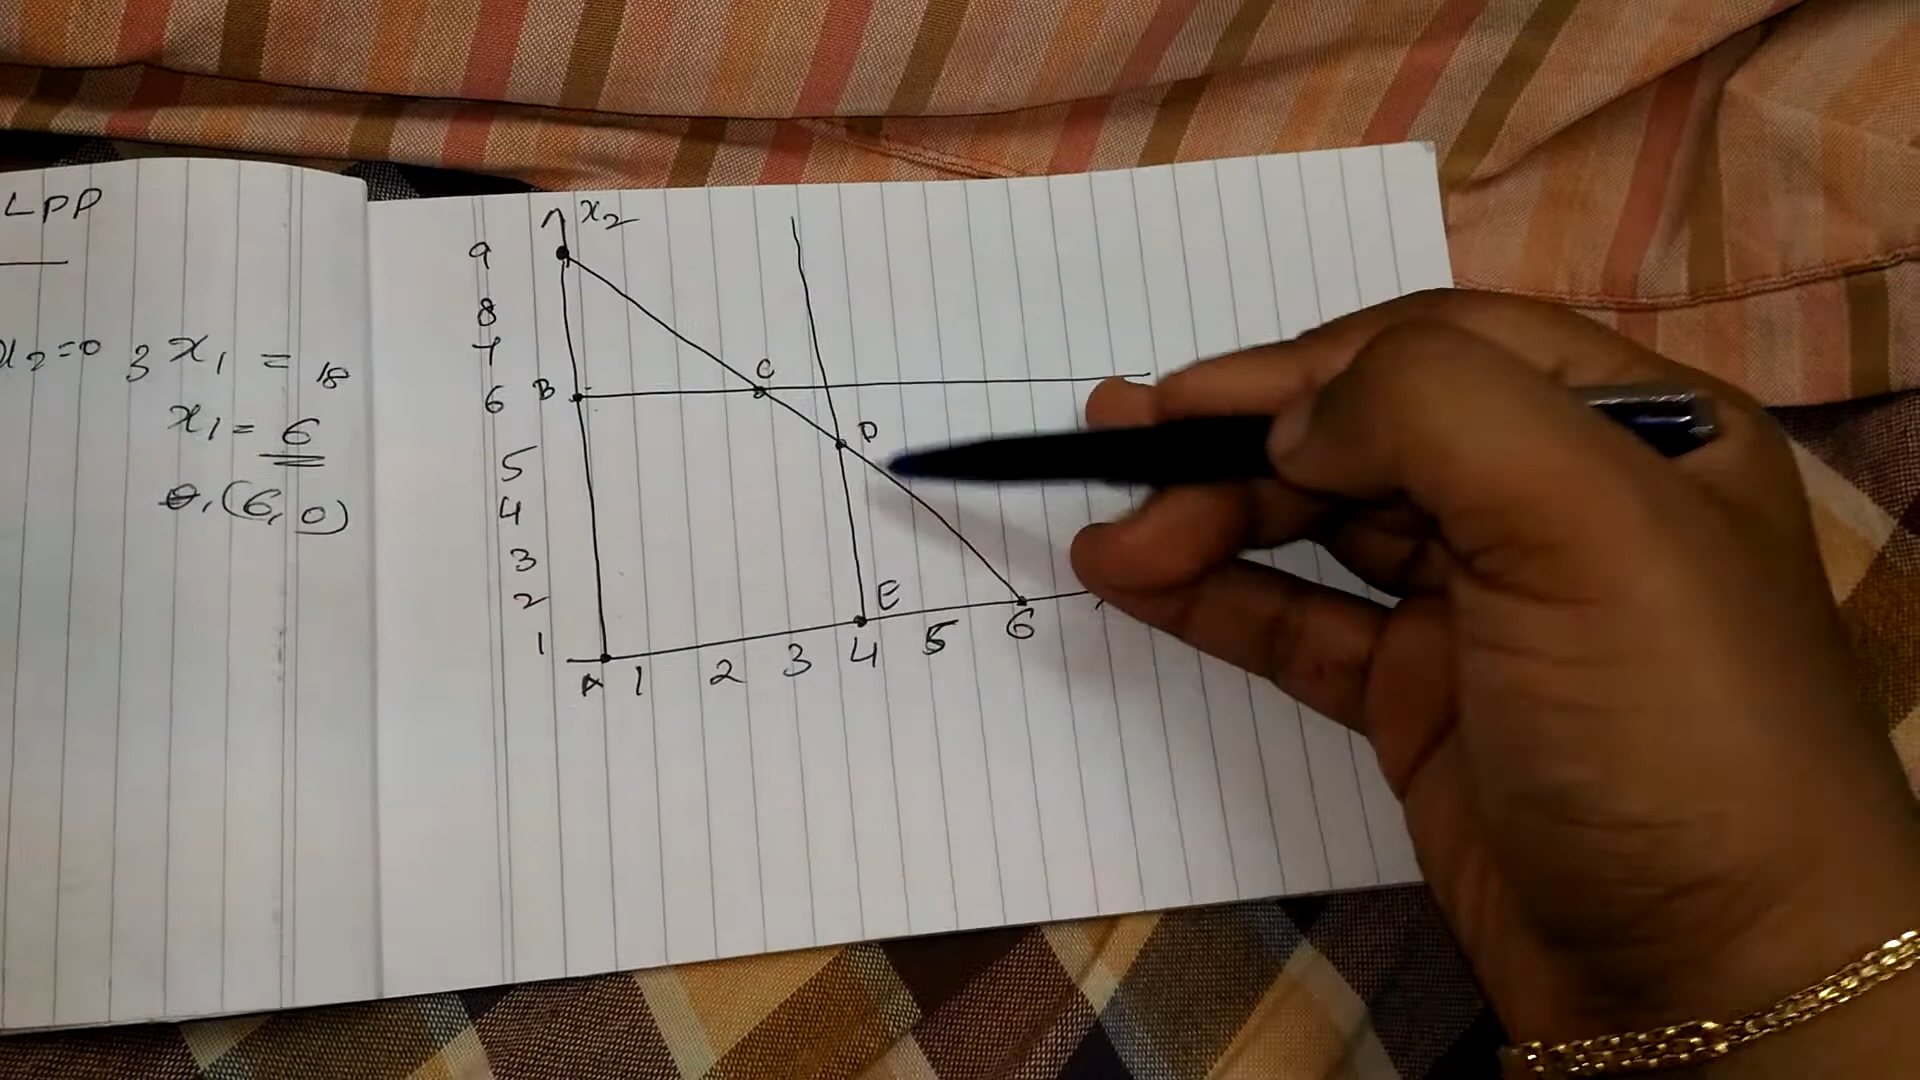 LPP
x2=0 3x1 = 18
x1 = 6
(6, 0)
x2
9
8
7
6 B C
D
5
4
3
2 E
1
A 1 2 3 4 5 6